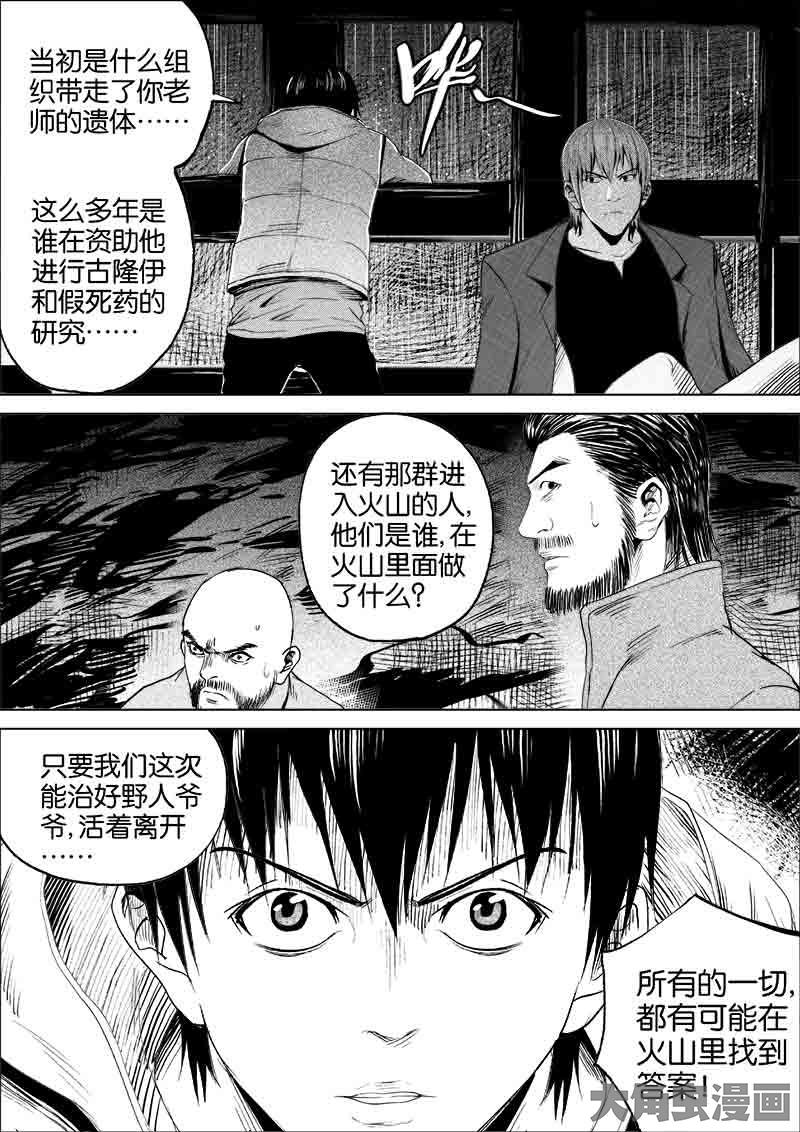 当初是什么组
织带走了你老
师的遗体……
这么多年是
谁在资助他
进行古隆伊
和假死药的
研究……
哗
还有那群进
入火山的人,
他们是谁,在
火山里面做
了什么?
只要我们这次
能治好野人爷
爷,活着离开
……
所有的一切,
都有可能在
火山里找到
答案!
大角虫漫画